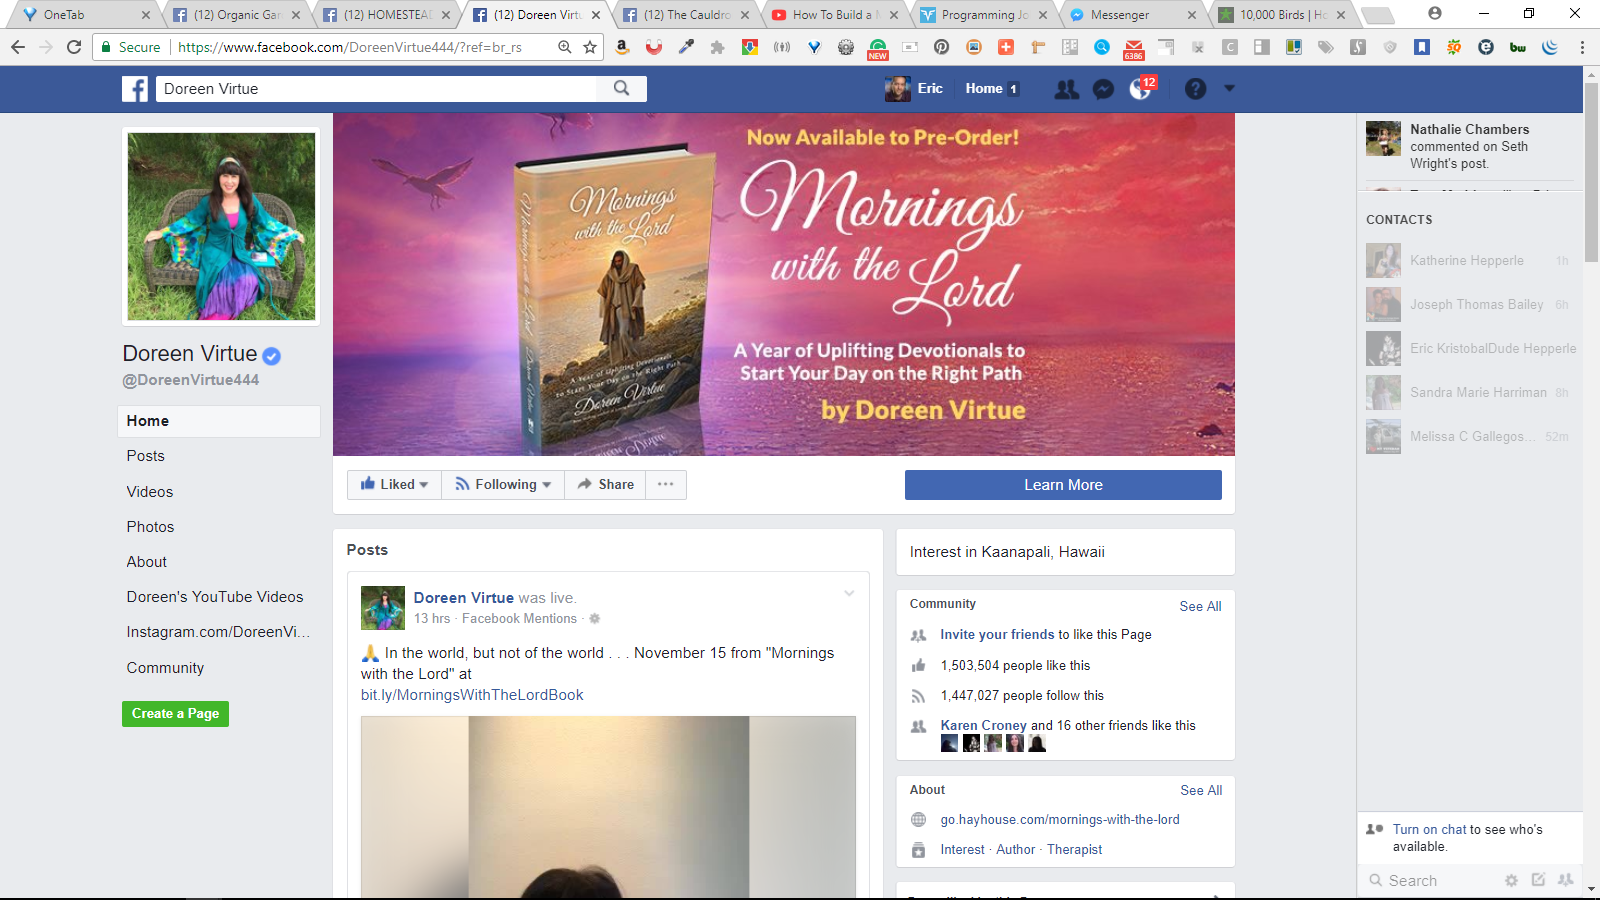 OneTab
(12) Organic Gar
(12) HOMESTEAD
(12) Doreen Virtu
(12) The Cauldro
How To Build a
Programming Jo
Messenger
10,000 Birds | Ho
Secure https://www.facebook.com/DoreenVirtue444/?ref=br_rs
NEW
6386
bw
Doreen Virtue
Eric
Home 1
12
Now Available to Pre-Order!
Mornings
with the
Lord
A Year of Uplifting Devotionals to
Start Your Day on the Right Path
by Doreen Virtue
Mornings
with the Lord
A Year of Uplifting Devotionals
to Start Your Day on the Right Path
Doreen Virtue
Mornings with the Lord
Doreen Virtue
Doreen Virtue
@DoreenVirtue444
Home
Posts
Videos
Photos
About
Doreen's YouTube Videos
Instagram.com/DoreenVi...
Community
Create a Page
Liked
Following
Share
Learn More
Posts
Doreen Virtue was live.
13 hrs · Facebook Mentions ·
🙏 In the world, but not of the world . . . November 15 from "Mornings
with the Lord" at
bit.ly/MorningsWithTheLordBook
Interest in Kaanapali, Hawaii
Community
See All
Invite your friends to like this Page
1,503,504 people like this
1,447,027 people follow this
Karen Croney and 16 other friends like this
About
See All
go.hayhouse.com/mornings-with-the-lord
Interest · Author · Therapist
Nathalie Chambers
commented on Seth
Wright's post.
CONTACTS
Katherine Hepperle 1h
Joseph Thomas Bailey 6h
Eric KristobalDude Hepperle
Sandra Marie Harriman 8h
Melissa C Gallegos... 52m
Turn on chat to see who's
available.
Search